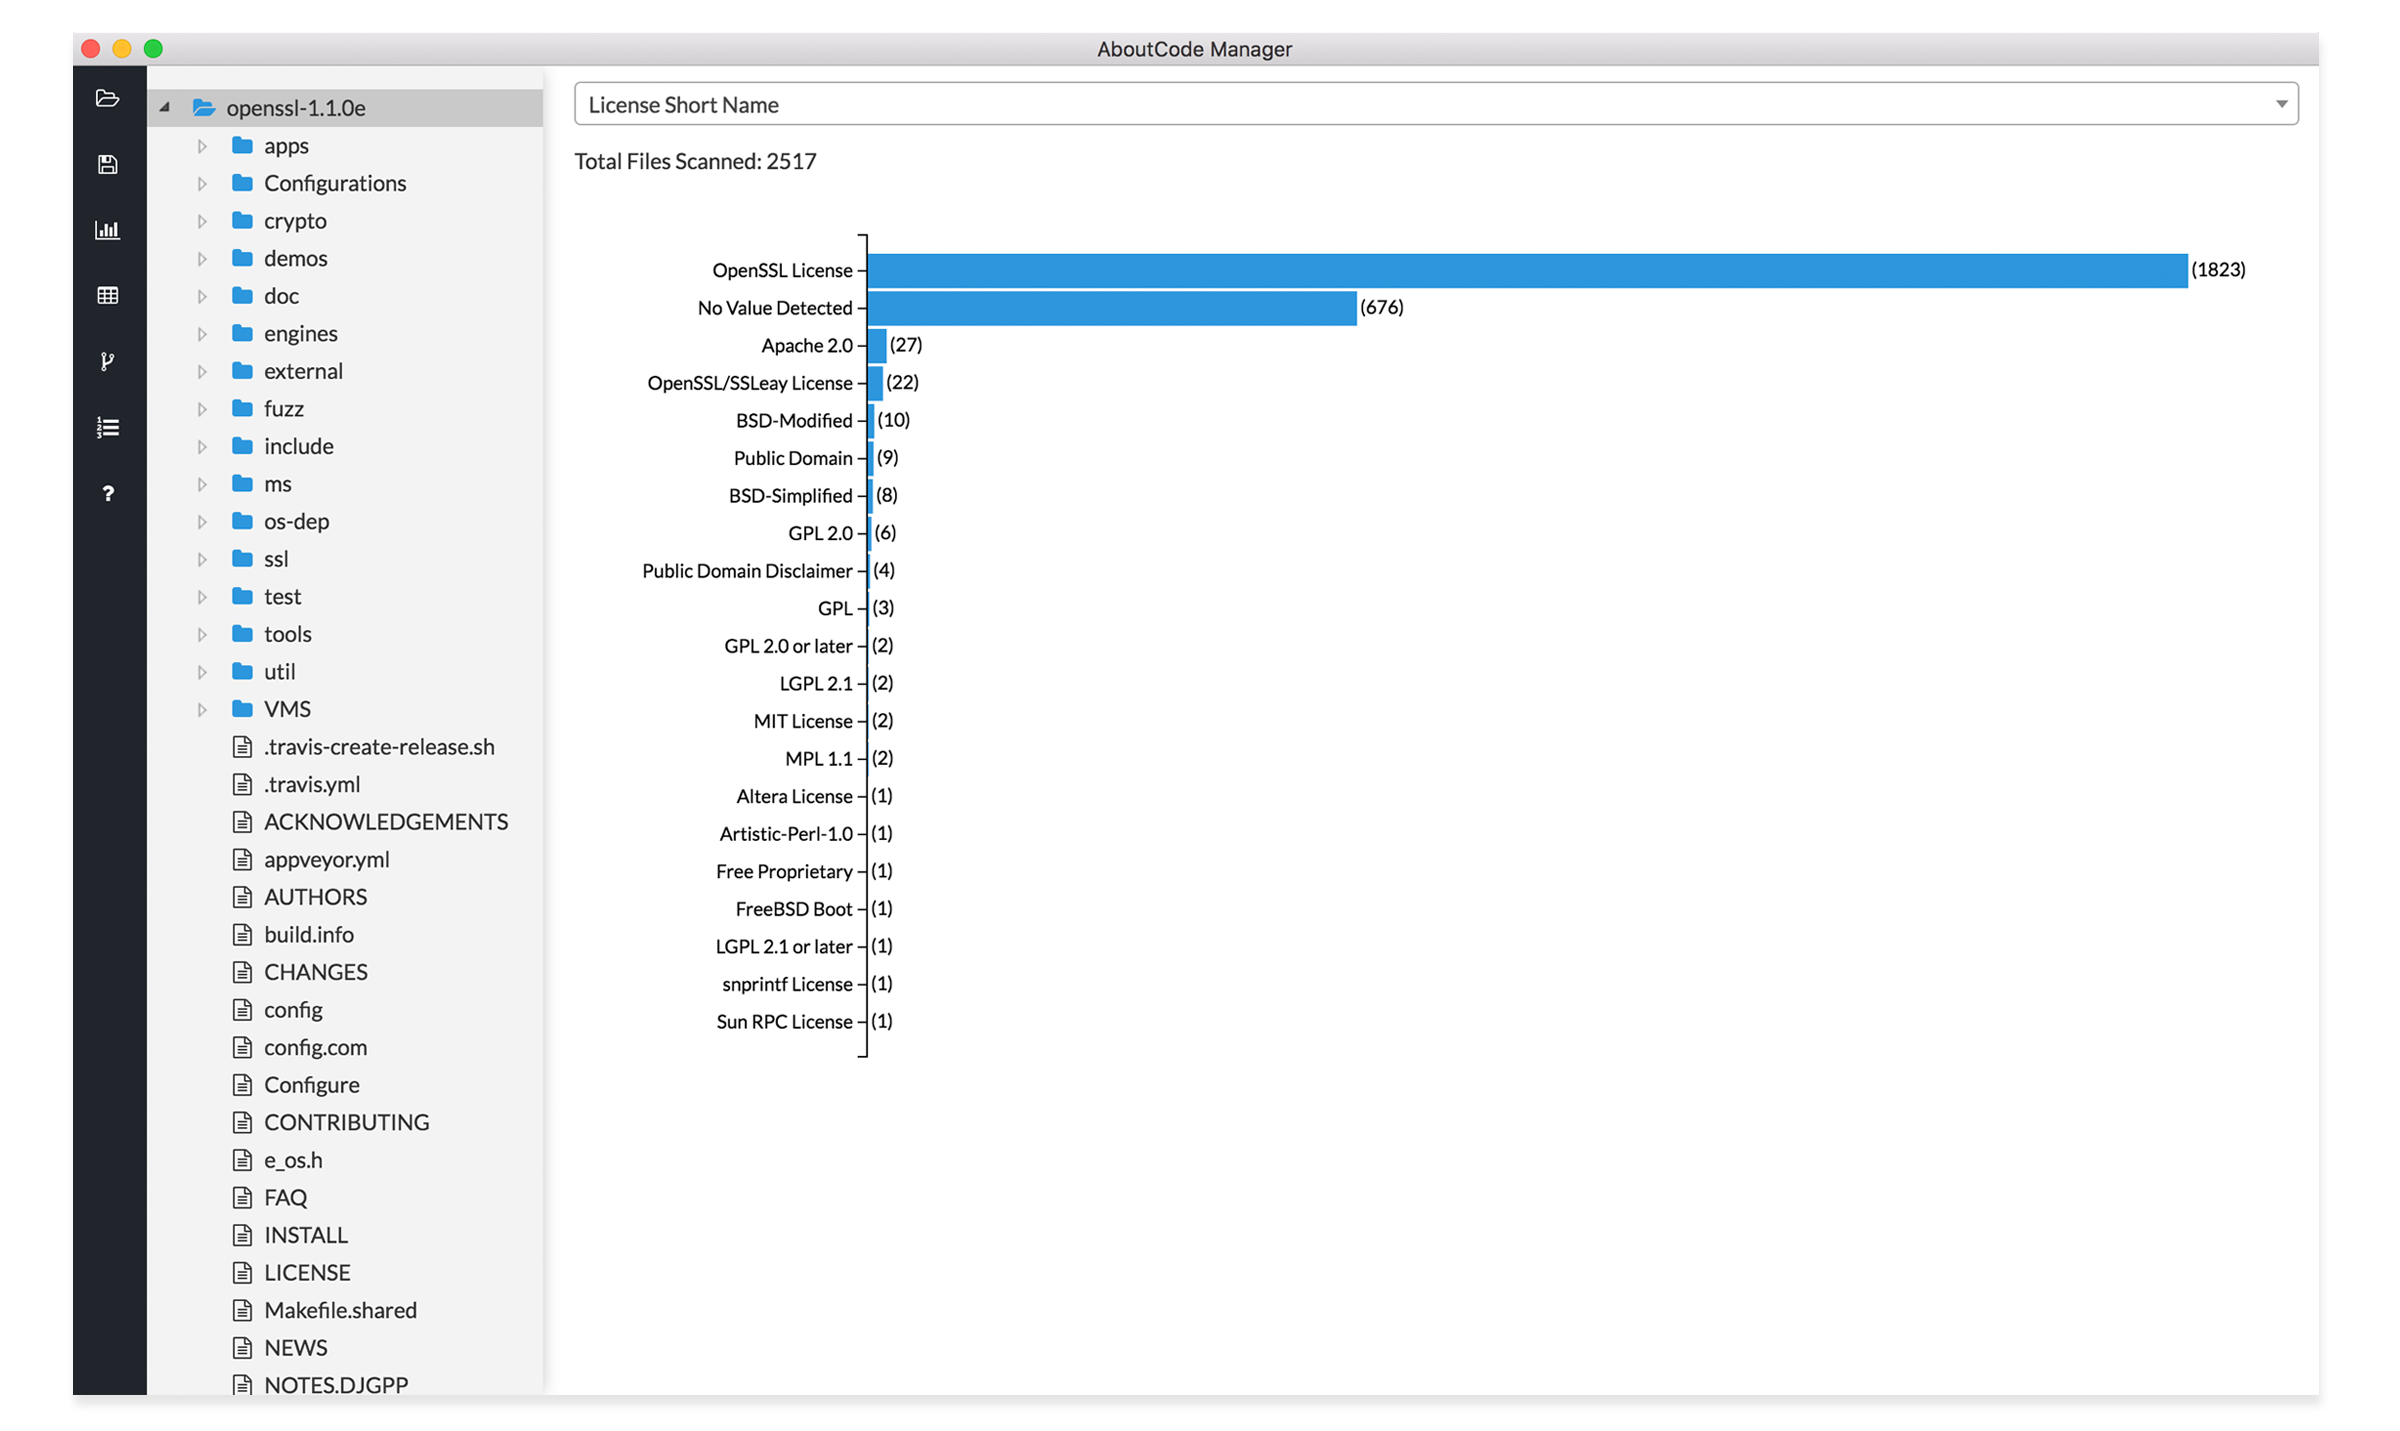 AboutCode Manager
openssl-1.1.0e
apps
Configurations
crypto
demos
doc
engines
external
fuzz
include
ms
os-dep
ssl
test
tools
util
VMS
.travis-create-release.sh
.travis.yml
ACKNOWLEDGEMENTS
appveyor.yml
AUTHORS
build.info
CHANGES
config
config.com
Configure
CONTRIBUTING
e_os.h
FAQ
INSTALL
LICENSE
Makefile.shared
NEWS
NOTES.DJGPP
License Short Name
Total Files Scanned: 2517
OpenSSL License (1823)
No Value Detected (676)
Apache 2.0 (27)
OpenSSL/SSLeay License (22)
BSD-Modified (10)
Public Domain (9)
BSD-Simplified (8)
GPL 2.0 (6)
Public Domain Disclaimer (4)
GPL (3)
GPL 2.0 or later (2)
LGPL 2.1 (2)
MIT License (2)
MPL 1.1 (2)
Altera License (1)
Artistic-Perl-1.0 (1)
Free Proprietary (1)
FreeBSD Boot (1)
LGPL 2.1 or later (1)
snprintf License (1)
Sun RPC License (1)